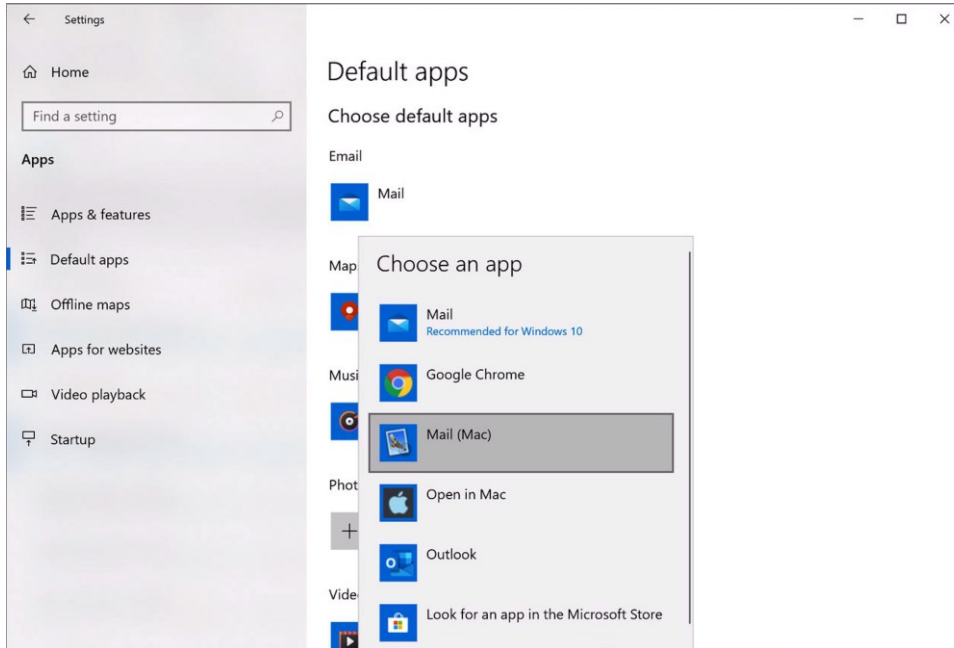 Settings
Home
Find a setting
Apps
Apps & features
Default apps
Offline maps
Apps for websites
Video playback
Startup
Default apps
Choose default apps
Email
Mail
Map
Musi
Phot
Vide
Choose an app
Mail
Recommended for Windows 10
Google Chrome
Mail (Mac)
Open in Mac
Outlook
Look for an app in the Microsoft Store